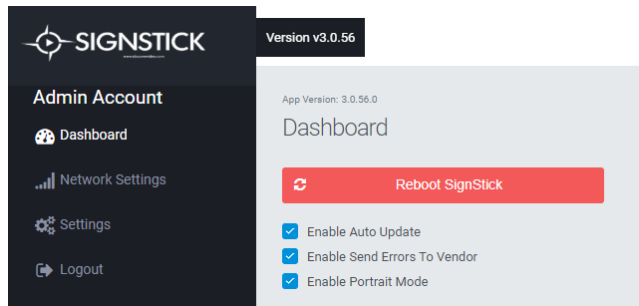 SIGNSTICK
Version v3.0.56
Admin Account
Dashboard
Network Settings
Settings
Logout
App Version: 3.0.56.0
Dashboard
Reboot SignStick
Enable Auto Update
Enable Send Errors To Vendor
Enable Portrait Mode